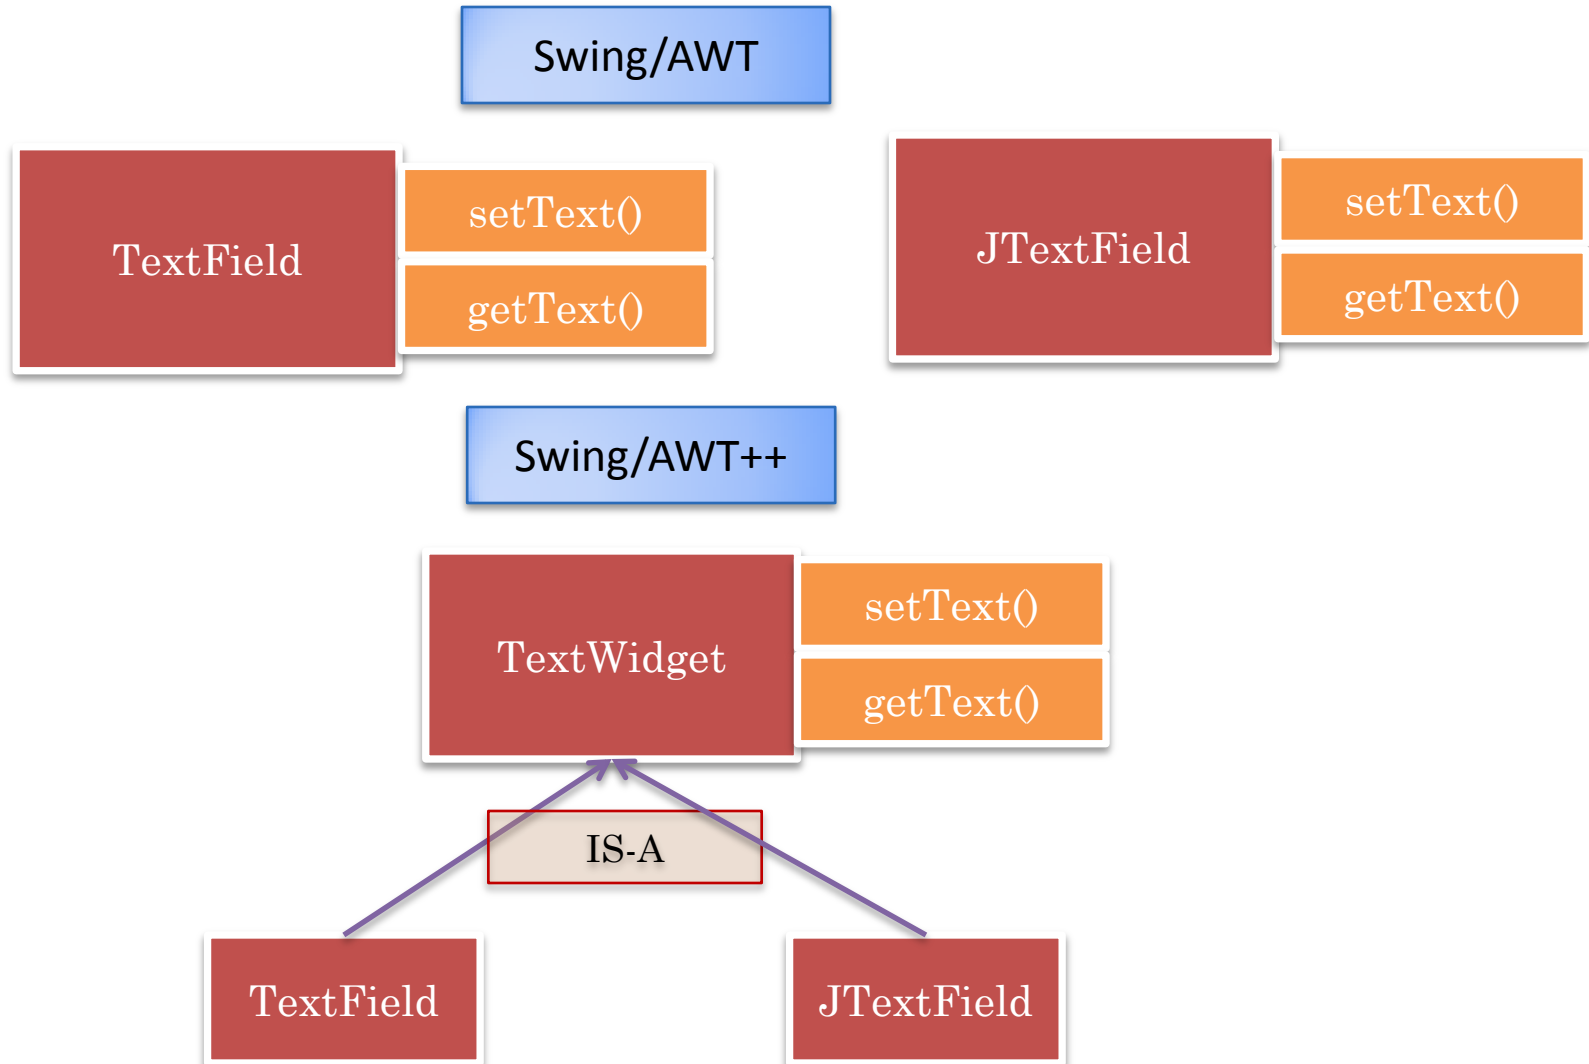 Swing/AWT
TextField
setText()
getText()
JTextField
setText()
getText()
Swing/AWT++
TextWidget
setText()
getText()
IS-A
TextField
JTextField